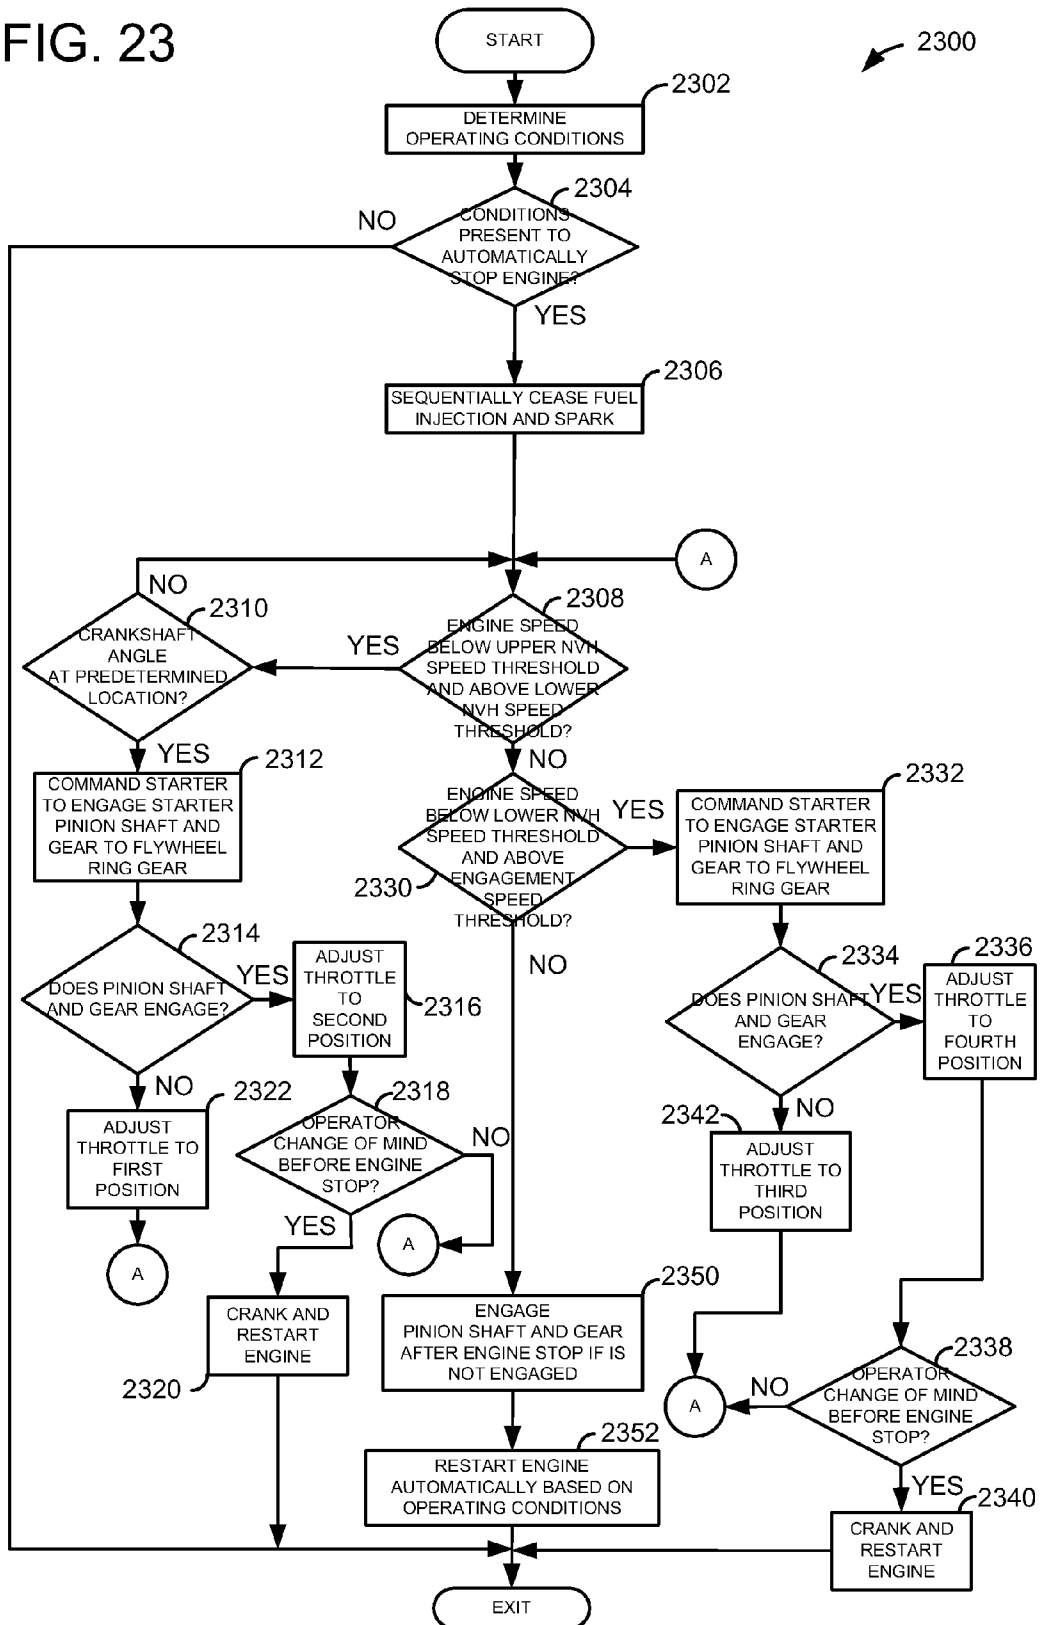 FIG. 23
START
2300
2302
DETERMINE
OPERATING CONDITIONS
2304
NO
CONDITIONS
PRESENT TO
AUTOMATICALLY
STOP ENGINE?
YES
2306
SEQUENTIALLY CEASE FUEL
INJECTION AND SPARK
A
NO
2310
CRANKSHAFT
ANGLE
AT PREDETERMINED
LOCATION?
YES
2308
ENGINE SPEED
BELOW UPPER NVH
SPEED THRESHOLD
AND ABOVE LOWER
NVH SPEED
THRESHOLD?
YES
2312
NO
COMMAND STARTER
TO ENGAGE STARTER
PINION SHAFT AND
GEAR TO FLYWHEEL
RING GEAR
ENGINE SPEED
BELOW LOWER NVH
SPEED THRESHOLD
AND ABOVE
ENGAGEMENT
SPEED
THRESHOLD?
2330
YES
2332
COMMAND STARTER
TO ENGAGE STARTER
PINION SHAFT AND
GEAR TO FLYWHEEL
RING GEAR
2314
DOES PINION SHAFT
AND GEAR ENGAGE?
YES
ADJUST
THROTTLE
TO
SECOND
POSITION
2316
NO
2334
DOES PINION SHAFT
AND GEAR
ENGAGE?
YES
2336
ADJUST
THROTTLE
TO
FOURTH
POSITION
NO
2322
ADJUST
THROTTLE TO
FIRST
POSITION
A
2318
OPERATOR
CHANGE OF MIND
BEFORE ENGINE
STOP?
NO
YES
A
NO
2342
ADJUST
THROTTLE TO
THIRD
POSITION
CRANK AND
RESTART
ENGINE
2320
2350
ENGAGE
PINION SHAFT AND GEAR
AFTER ENGINE STOP IF IS
NOT ENGAGED
A
NO
2338
OPERATOR
CHANGE OF MIND
BEFORE ENGINE
STOP?
2352
RESTART ENGINE
AUTOMATICALLY BASED ON
OPERATING CONDITIONS
YES
2340
CRANK AND
RESTART
ENGINE
EXIT